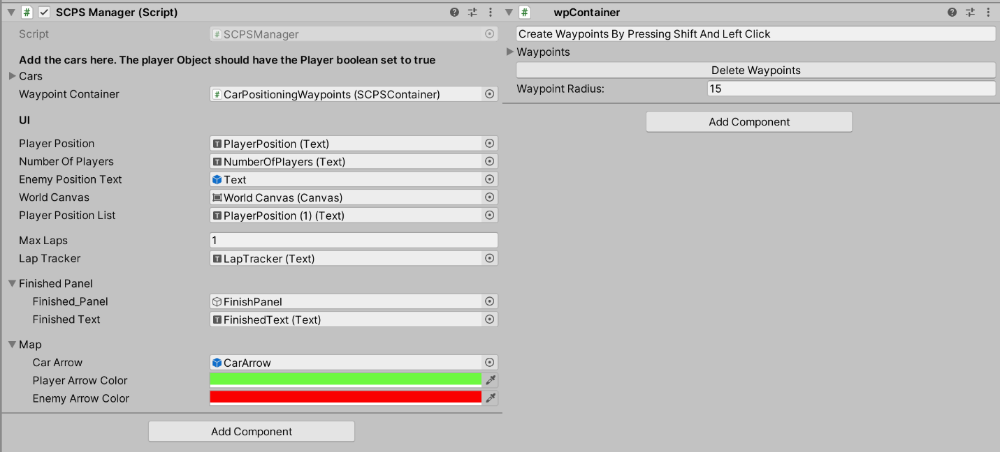 SCPS Manager (Script)
Script
SCPSManager
Add the cars here. The player Object should have the Player boolean set to true
Cars
Waypoint Container
CarPositioningWaypoints (SCPSContainer)
UI
Player Position
PlayerPosition (Text)
Number Of Players
NumberOfPlayers (Text)
Enemy Position Text
Text
World Canvas
World Canvas (Canvas)
Player Position List
PlayerPosition (1) (Text)
Max Laps
1
Lap Tracker
LapTracker (Text)
Finished Panel
Finished_Panel
FinishPanel
Finished Text
FinishedText (Text)
Map
Car Arrow
CarArrow
Player Arrow Color
Enemy Arrow Color
Add Component
wpContainer
Create Waypoints By Pressing Shift And Left Click
Waypoints
Delete Waypoints
Waypoint Radius:
15
Add Component